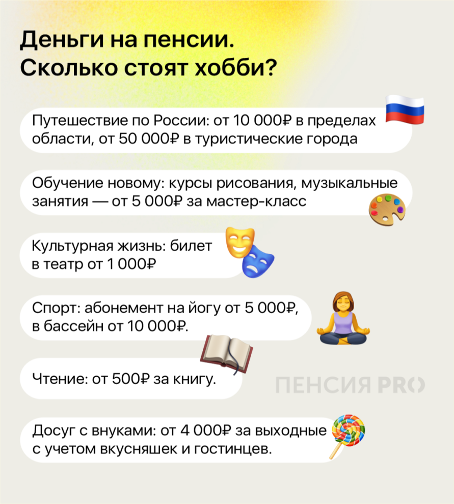 Деньги на пенсии.
Сколько стоят хобби?
Путешествие по России: от 10 000₽ в пределах
области, от 50 000₽ в туристические города
Обучение новому: курсы рисования, музыкальные
занятия — от 5 000₽ за мастер-класс
Культурная жизнь: билет
в театр от 1 000₽
Спорт: абонемент на йогу от 5 000₽,
в бассейн от 10 000₽.
Чтение: от 500₽ за книгу.
ПЕНСИЯ PRO
Досуг с внуками: от 4 000₽ за выходные
с учетом вкусняшек и гостинцев.